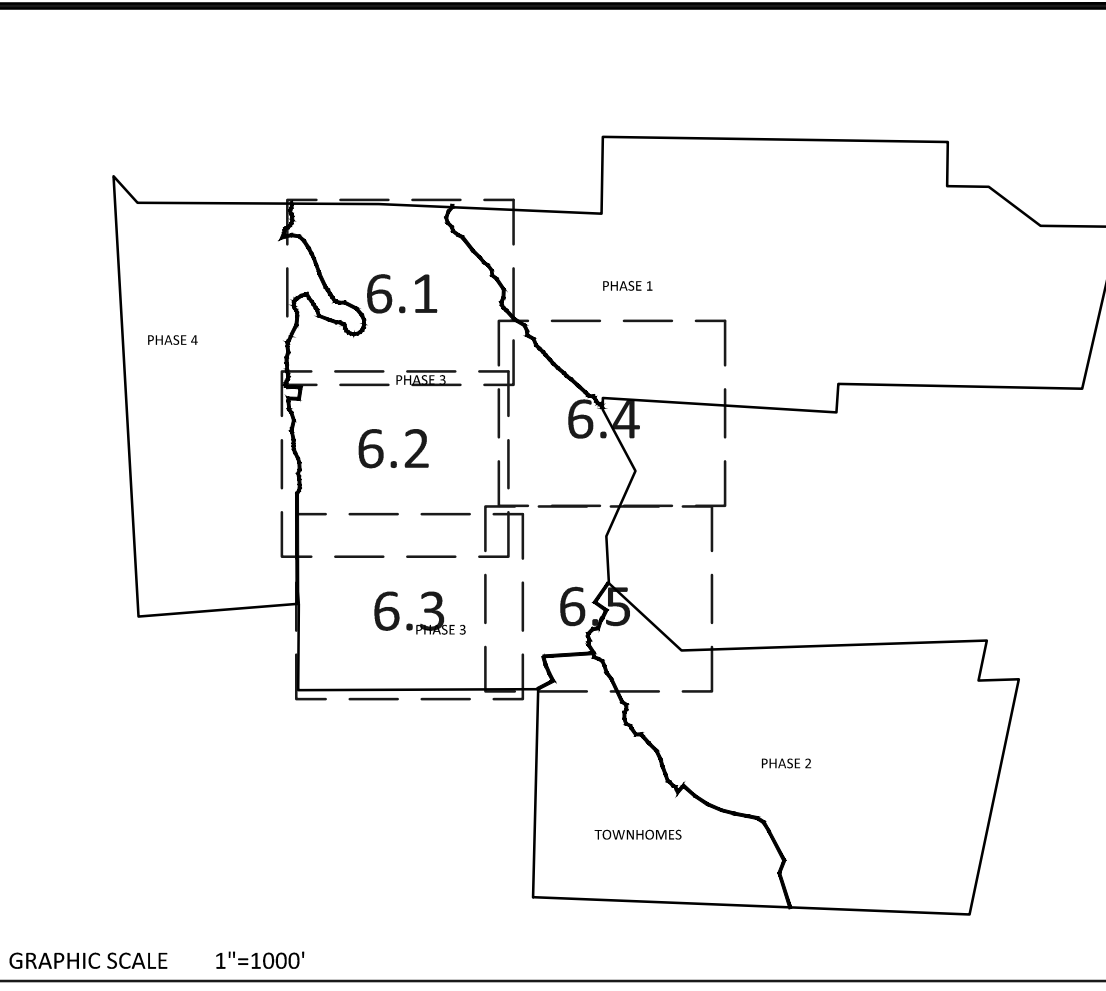 PHASE 1
6.1
PHASE 4
PHASE 3
6.4
6.2
6.5
6.3
PHASE 3
PHASE 2
TOWNHOMES
GRAPHIC SCALE 1"=1000'